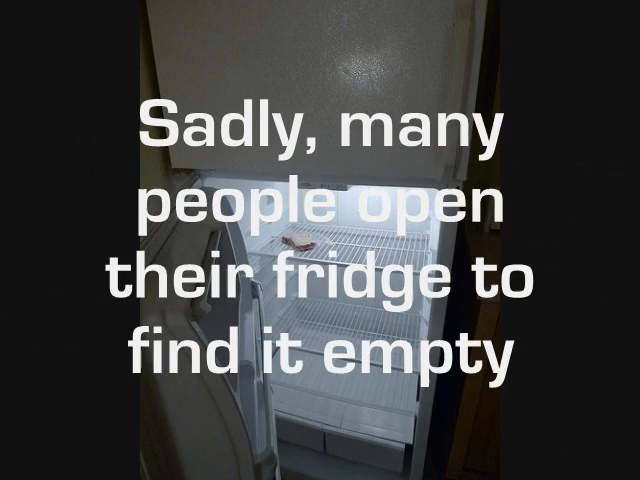 Sadly, many
people open
their fridge to
find it empty